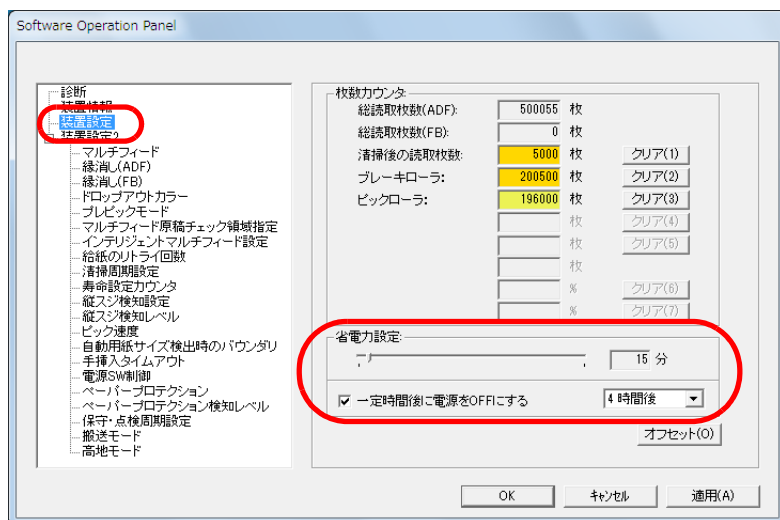 Software Operation Panel
診断
装置情報
装置設定
装置設定2
マルチフィード
縁消し(ADF)
縁消し(FB)
ドロップアウトカラー
プレピックモード
マルチフィード原稿チェック領域指定
インテリジェントマルチフィード設定
給紙のリトライ回数
清掃周期設定
寿命設定カウンタ
縦スジ検知設定
縦スジ検知レベル
ピック速度
自動用紙サイズ検出時のバウンダリ
手挿入タイムアウト
電源SW制御
ペーパープロテクション
ペーパープロテクション検知レベル
保守・点検周期設定
搬送モード
高地モード
枚数カウンタ
総読取枚数(ADF): 500055 枚
総読取枚数(FB): 0 枚
清掃後の読取枚数: 5000 枚 クリア(1)
ブレーキローラ: 200500 枚 クリア(2)
ピックローラ: 196000 枚 クリア(3)
枚 クリア(4)
枚 クリア(5)
枚
% クリア(6)
% クリア(7)
省電力設定:
15 分
一定時間後に電源をOFFにする 4 時間後
オフセット(O)
OK キャンセル 適用(A)